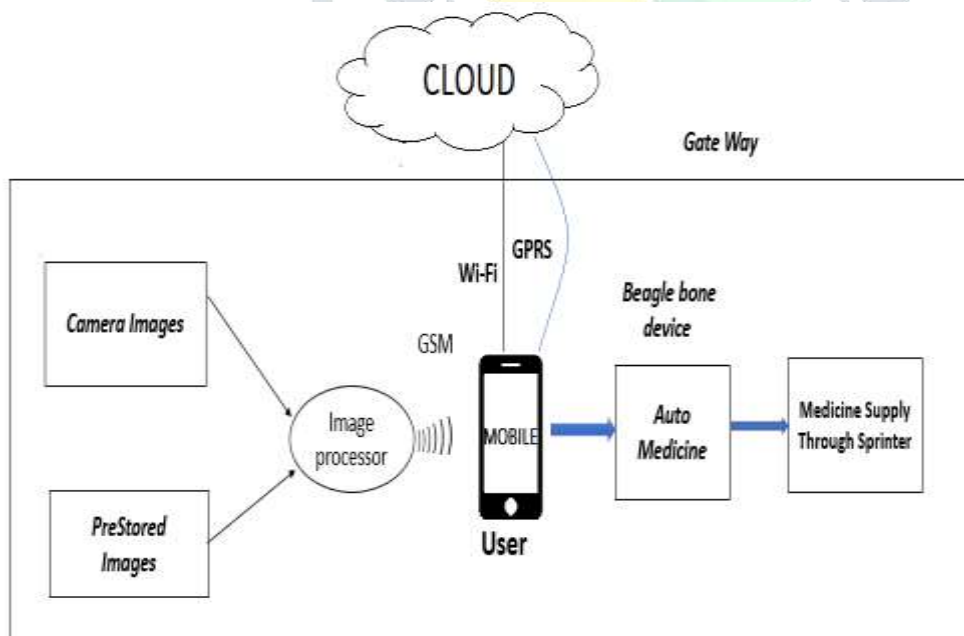 CLOUD
Gate Way
GPRS
Wi-Fi
Beagle bone
device
Camera Images
GSM
Image
processor
MOBILE
Auto
Medicine
Medicine Supply
Through Sprinter
PreStored
Images
User